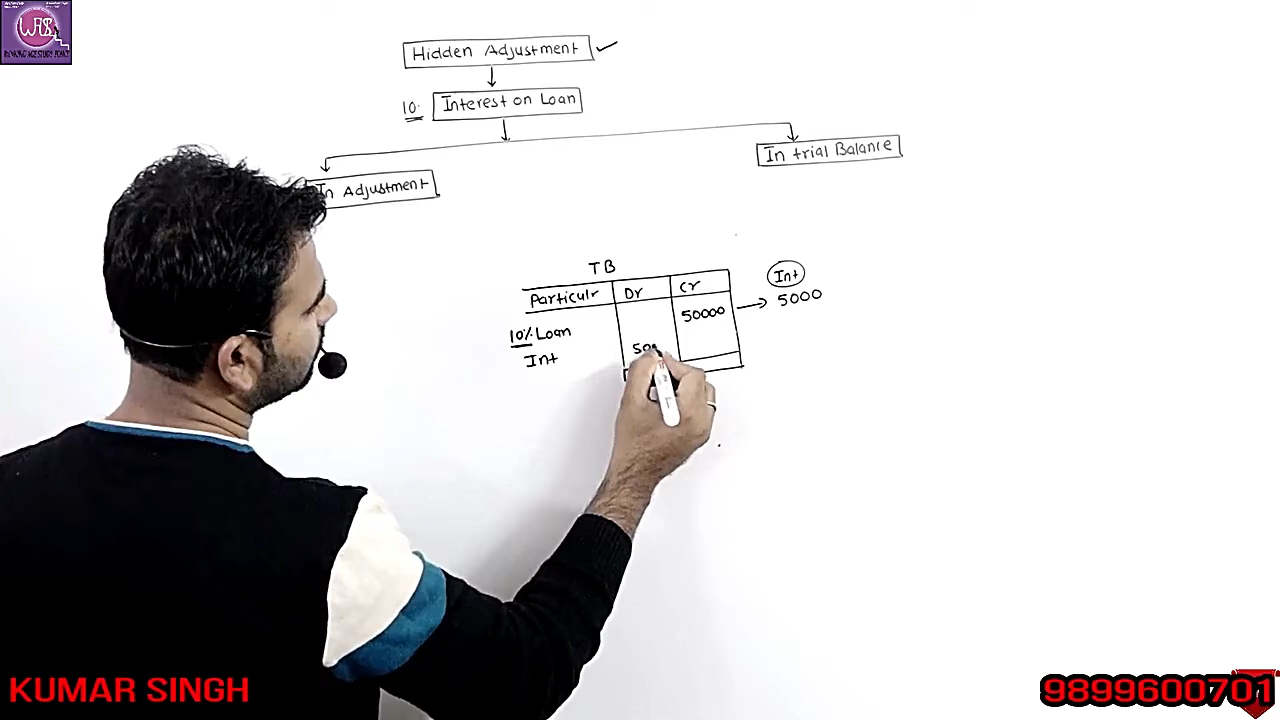 WAS
Hidden Adjustment
10. Interest on Loan
In Adjustment
In trial Balance
TB
Particulr Dr Cr
50000
Int
5000
10% Loan
Int
KUMAR SINGH
9899600701